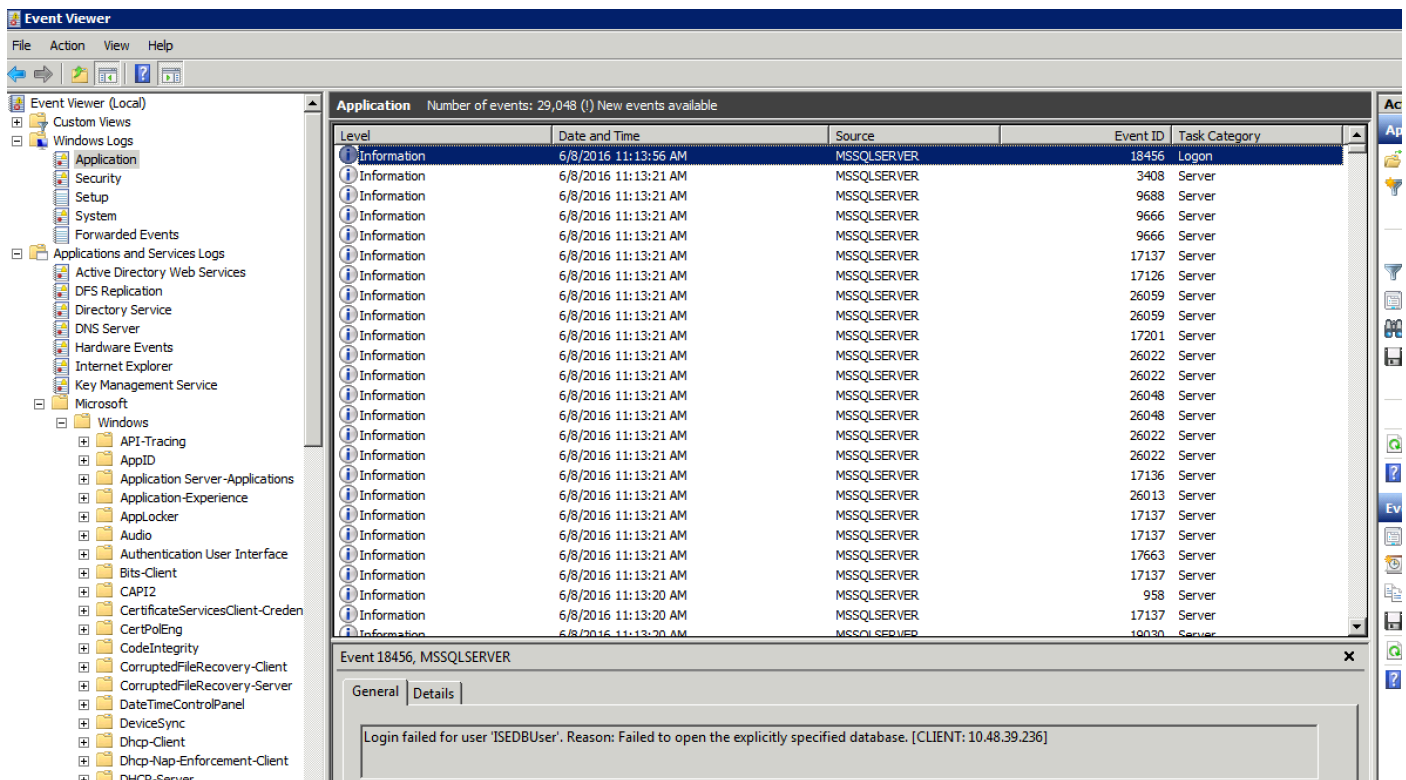 Event Viewer
File Action View Help
Event Viewer (Local)
Custom Views
Windows Logs
Application
Security
Setup
System
Forwarded Events
Applications and Services Logs
Active Directory Web Services
DFS Replication
Directory Service
DNS Server
Hardware Events
Internet Explorer
Key Management Service
Microsoft
Windows
API-Tracing
AppID
Application Server-Applications
Application-Experience
AppLocker
Audio
Authentication User Interface
Bits-Client
CAPI2
CertificateServicesClient-Creden
CertPolEng
CodeIntegrity
CorruptedFileRecovery-Client
CorruptedFileRecovery-Server
DateTimeControlPanel
DeviceSync
Dhcp-Client
Dhcp-Nap-Enforcement-Client
DHCP-Server
Application Number of events: 29,048 (!) New events available
Level Date and Time Source Event ID Task Category
Information 6/8/2016 11:13:56 AM MSSQLSERVER 18456 Logon
Information 6/8/2016 11:13:21 AM MSSQLSERVER 3408 Server
Information 6/8/2016 11:13:21 AM MSSQLSERVER 9688 Server
Information 6/8/2016 11:13:21 AM MSSQLSERVER 9666 Server
Information 6/8/2016 11:13:21 AM MSSQLSERVER 9666 Server
Information 6/8/2016 11:13:21 AM MSSQLSERVER 17137 Server
Information 6/8/2016 11:13:21 AM MSSQLSERVER 17126 Server
Information 6/8/2016 11:13:21 AM MSSQLSERVER 26059 Server
Information 6/8/2016 11:13:21 AM MSSQLSERVER 26059 Server
Information 6/8/2016 11:13:21 AM MSSQLSERVER 17201 Server
Information 6/8/2016 11:13:21 AM MSSQLSERVER 26022 Server
Information 6/8/2016 11:13:21 AM MSSQLSERVER 26022 Server
Information 6/8/2016 11:13:21 AM MSSQLSERVER 26048 Server
Information 6/8/2016 11:13:21 AM MSSQLSERVER 26048 Server
Information 6/8/2016 11:13:21 AM MSSQLSERVER 26022 Server
Information 6/8/2016 11:13:21 AM MSSQLSERVER 26022 Server
Information 6/8/2016 11:13:21 AM MSSQLSERVER 17136 Server
Information 6/8/2016 11:13:21 AM MSSQLSERVER 26013 Server
Information 6/8/2016 11:13:21 AM MSSQLSERVER 17137 Server
Information 6/8/2016 11:13:21 AM MSSQLSERVER 17137 Server
Information 6/8/2016 11:13:21 AM MSSQLSERVER 17663 Server
Information 6/8/2016 11:13:21 AM MSSQLSERVER 17137 Server
Information 6/8/2016 11:13:20 AM MSSQLSERVER 958 Server
Information 6/8/2016 11:13:20 AM MSSQLSERVER 17137 Server
Information 6/8/2016 11:13:20 AM MSSQLSERVER 19030 Server
Event 18456, MSSQLSERVER
General Details
Login failed for user 'ISEDBUser'. Reason: Failed to open the explicitly specified database. [CLIENT: 10.48.39.236]
Ac
Ap
Ev